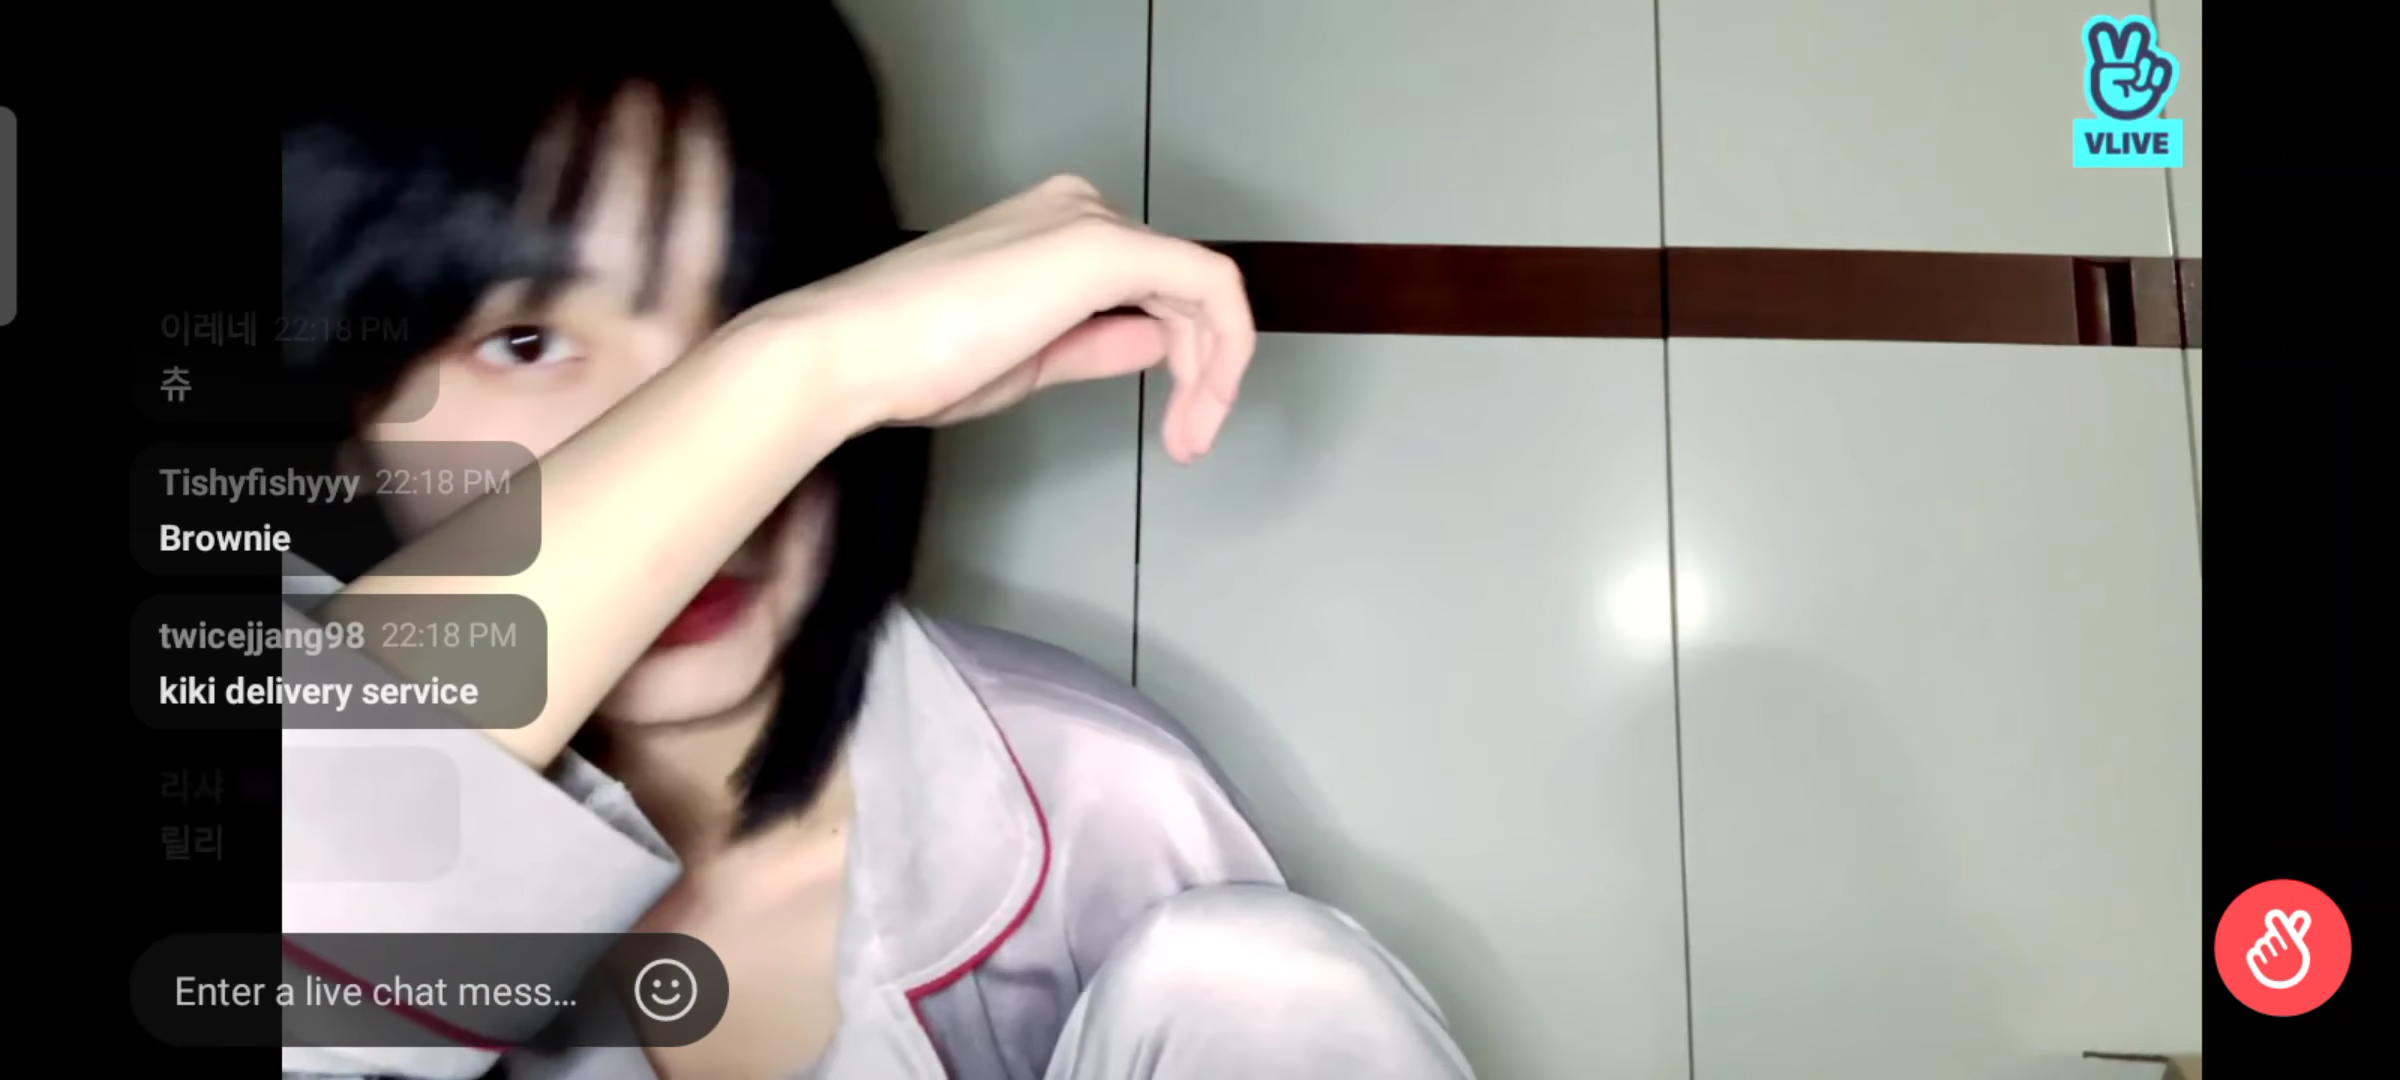 VLIVE
이레네 22:18 PM
츄
Tishyfishyyy 22:18 PM
Brownie
twicejjang98 22:18 PM
kiki delivery service
라샤
릴리
Enter a live chat mess...